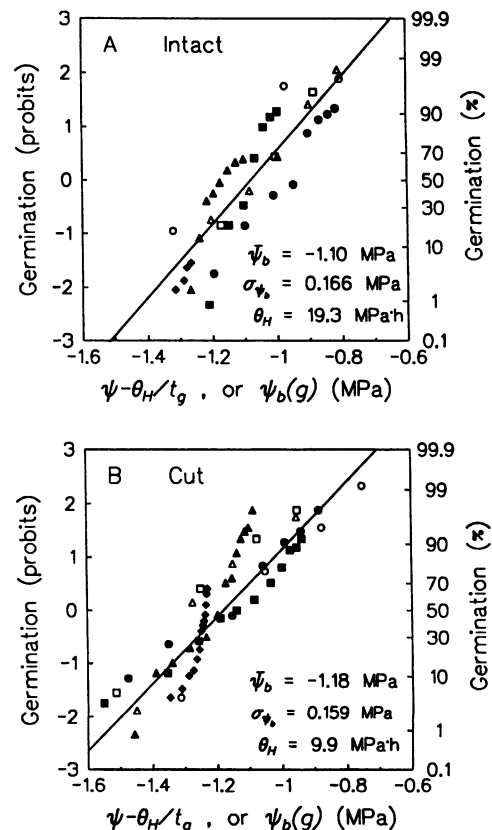 A Intact
Germination (probits)
3
2
1
0
-1
-2
-3
99.9
99
90
70
50
30
10
1
0.1
Germination (%)
ψ̄b = -1.10 MPa
σψb = 0.166 MPa
θH = 19.3 MPa·h
-1.6 -1.4 -1.2 -1 -0.8 -0.6
ψ-θH/tg , or ψb(g) (MPa)
B Cut
Germination (probits)
3
2
1
0
-1
-2
-3
99.9
99
90
70
50
30
10
1
0.1
Germination (%)
ψ̄b = -1.18 MPa
σψb = 0.159 MPa
θH = 9.9 MPa·h
-1.6 -1.4 -1.2 -1 -0.8 -0.6
ψ-θH/tg , or ψb(g) (MPa)